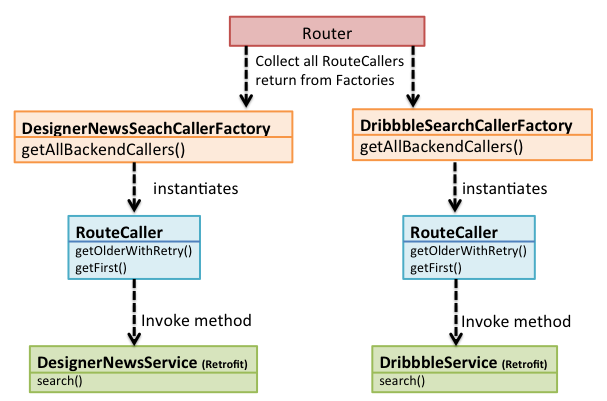 Router
Collect all RouteCallers
return from Factories
DesignerNewsSeachCallerFactory
getAllBackendCallers()
DribbbleSearchCallerFactory
getAllBackendCallers()
instantiates
instantiates
RouteCaller
getOlderWithRetry()
getFirst()
RouteCaller
getOlderWithRetry()
getFirst()
Invoke method
Invoke method
DesignerNewsService (Retrofit)
search()
DribbbleService (Retrofit)
search()